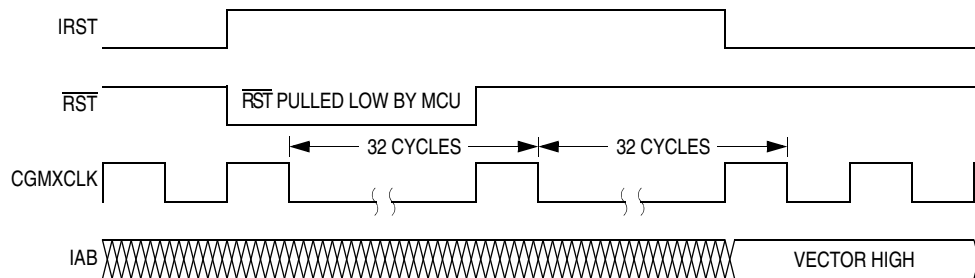 IRST
RST
RST PULLED LOW BY MCU
32 CYCLES
32 CYCLES
CGMXCLK
IAB
VECTOR HIGH